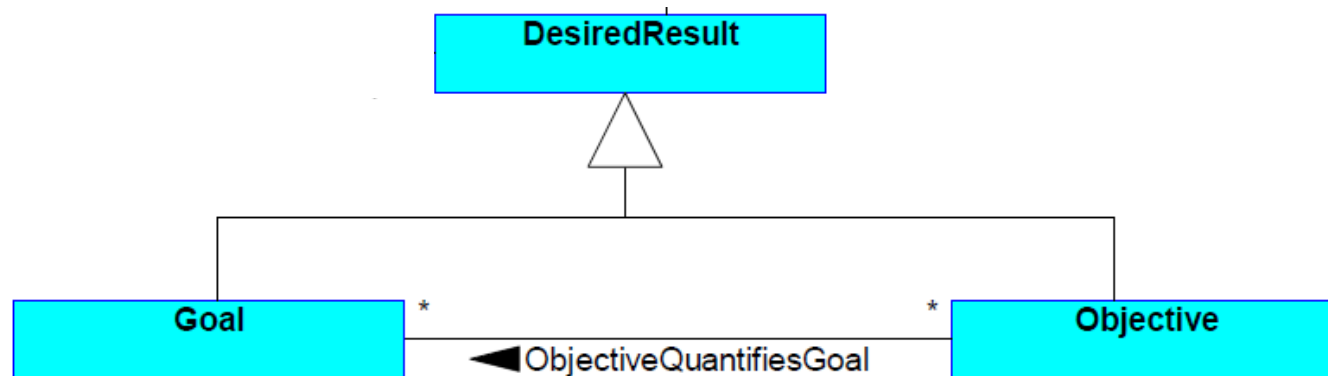 DesiredResult
Goal
*
*
Objective
ObjectiveQuantifiesGoal